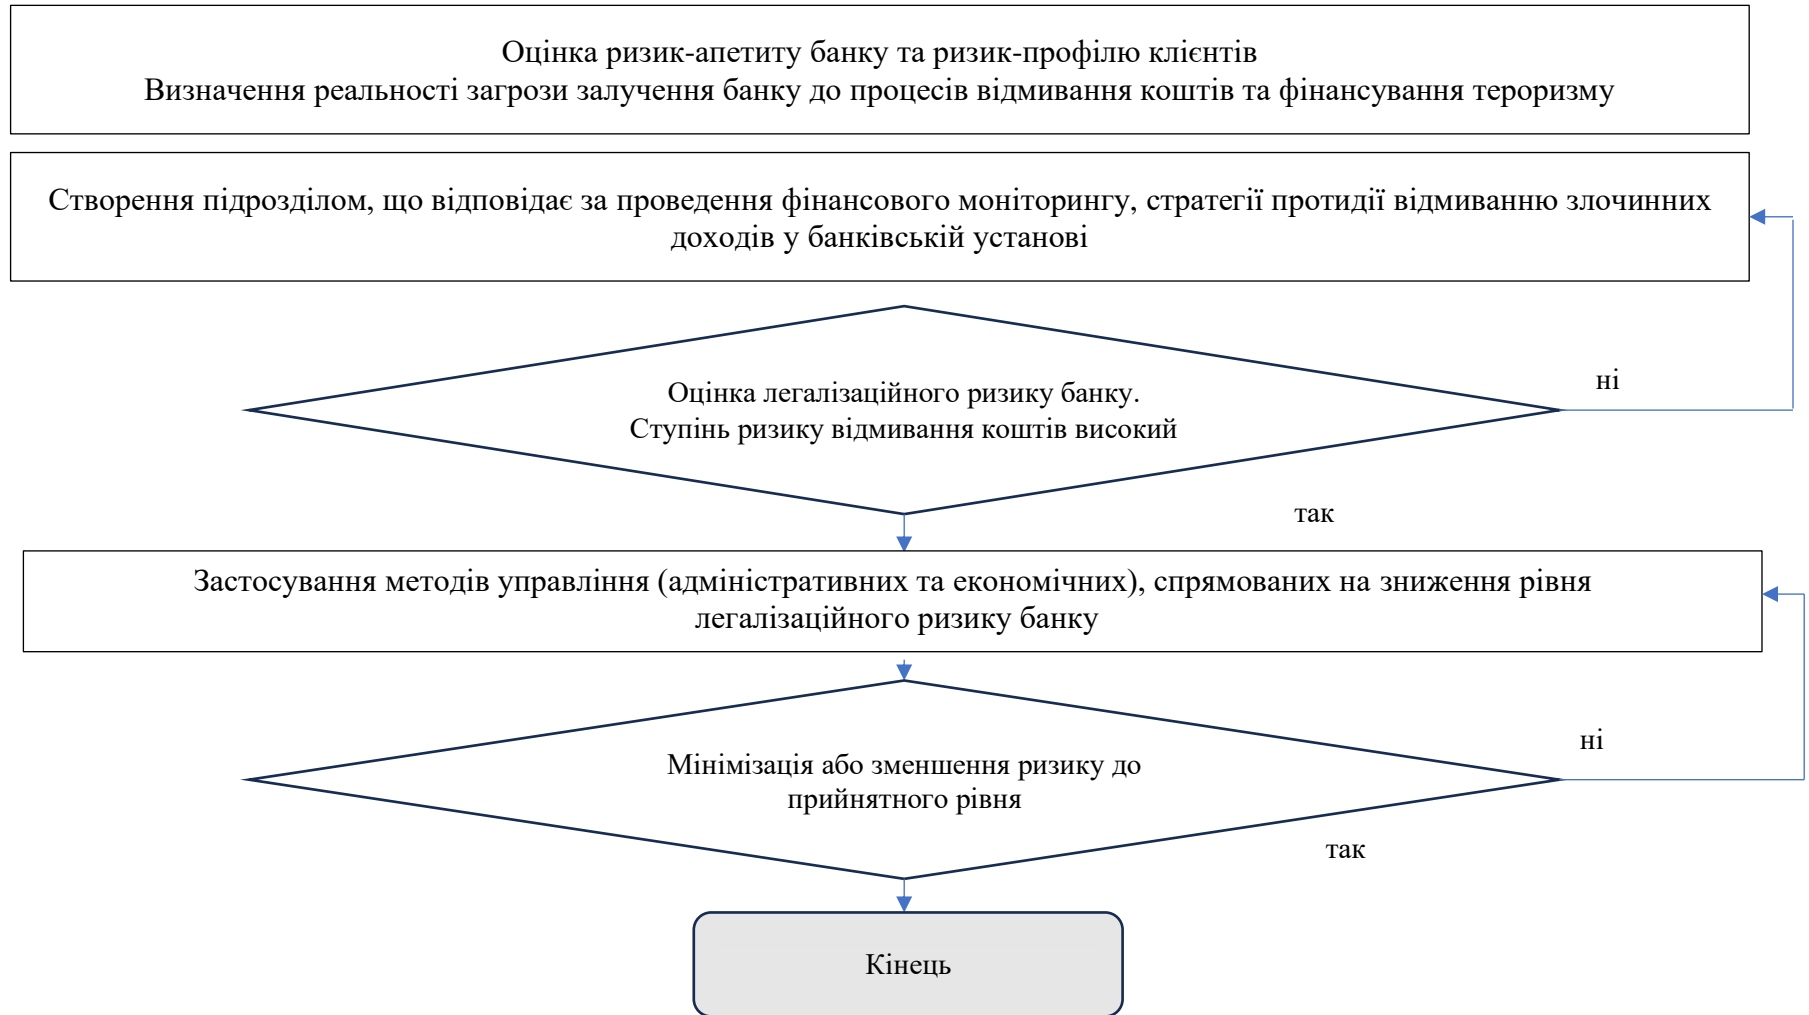 Оцінка ризик-апетиту банку та ризик-профілю клієнтів
Визначення реальності загрози залучення банку до процесів відмивання коштів та фінансування тероризму
Створення підрозділом, що відповідає за проведення фінансового моніторингу, стратегії протидії відмиванню злочинних
доходів у банківській установі
Оцінка легалізаційного ризику банку.
Ступінь ризику відмивання коштів високий
ні
так
Застосування методів управління (адміністративних та економічних), спрямованих на зниження рівня
легалізаційного ризику банку
Мінімізація або зменшення ризику до
прийнятного рівня
ні
так
Кінець